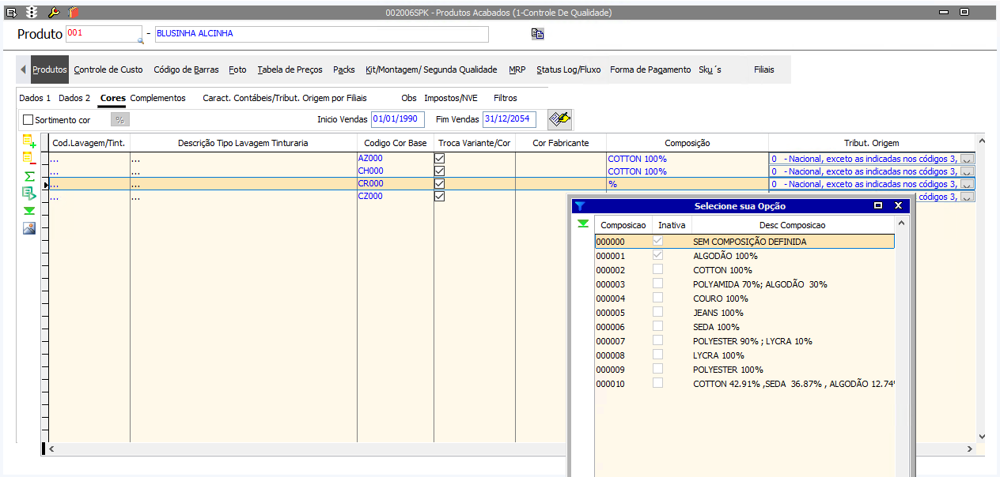 002006SPK - Produtos Acabados (1-Controle De Qualidade)
Produto 001 - BLUSINHA ALCINHA
Produtos Controle de Custo Código de Barras Foto Tabela de Preços Packs Kit/Montagem/ Segunda Qualidade MRP Status Log/Fluxo Forma de Pagamento Sku´s Filiais
Dados 1 Dados 2 Cores Complementos Caract. Contábeis/Tribut. Origem por Filiais Obs Impostos/NVE Filtros
Sortimento cor % Inicio Vendas 01/01/1990 Fim Vendas 31/12/2054
Cod.Lavagem/Tint. Descrição Tipo Lavagem Tinturaria Codigo Cor Base Troca Variante/Cor Cor Fabricante Composição Tribut. Origem
... ... AZ000 COTTON 100% 0 - Nacional, exceto as indicadas nos códigos 3,
... ... CH000 COTTON 100% 0 - Nacional, exceto as indicadas nos códigos 3,
... ... CR000 % 0 - Nacional, exceto as indicadas nos códigos 3,
... ... CZ000 códigos 3,
Selecione sua Opção
Composicao Inativa Desc Composicao
000000 SEM COMPOSIÇÃO DEFINIDA
000001 ALGODÃO 100%
000002 COTTON 100%
000003 POLYAMIDA 70%; ALGODÃO 30%
000004 COURO 100%
000005 JEANS 100%
000006 SEDA 100%
000007 POLYESTER 90% ; LYCRA 10%
000008 LYCRA 100%
000009 POLYESTER 100%
000010 COTTON 42.91% ,SEDA 36.87% , ALGODÃO 12.74%